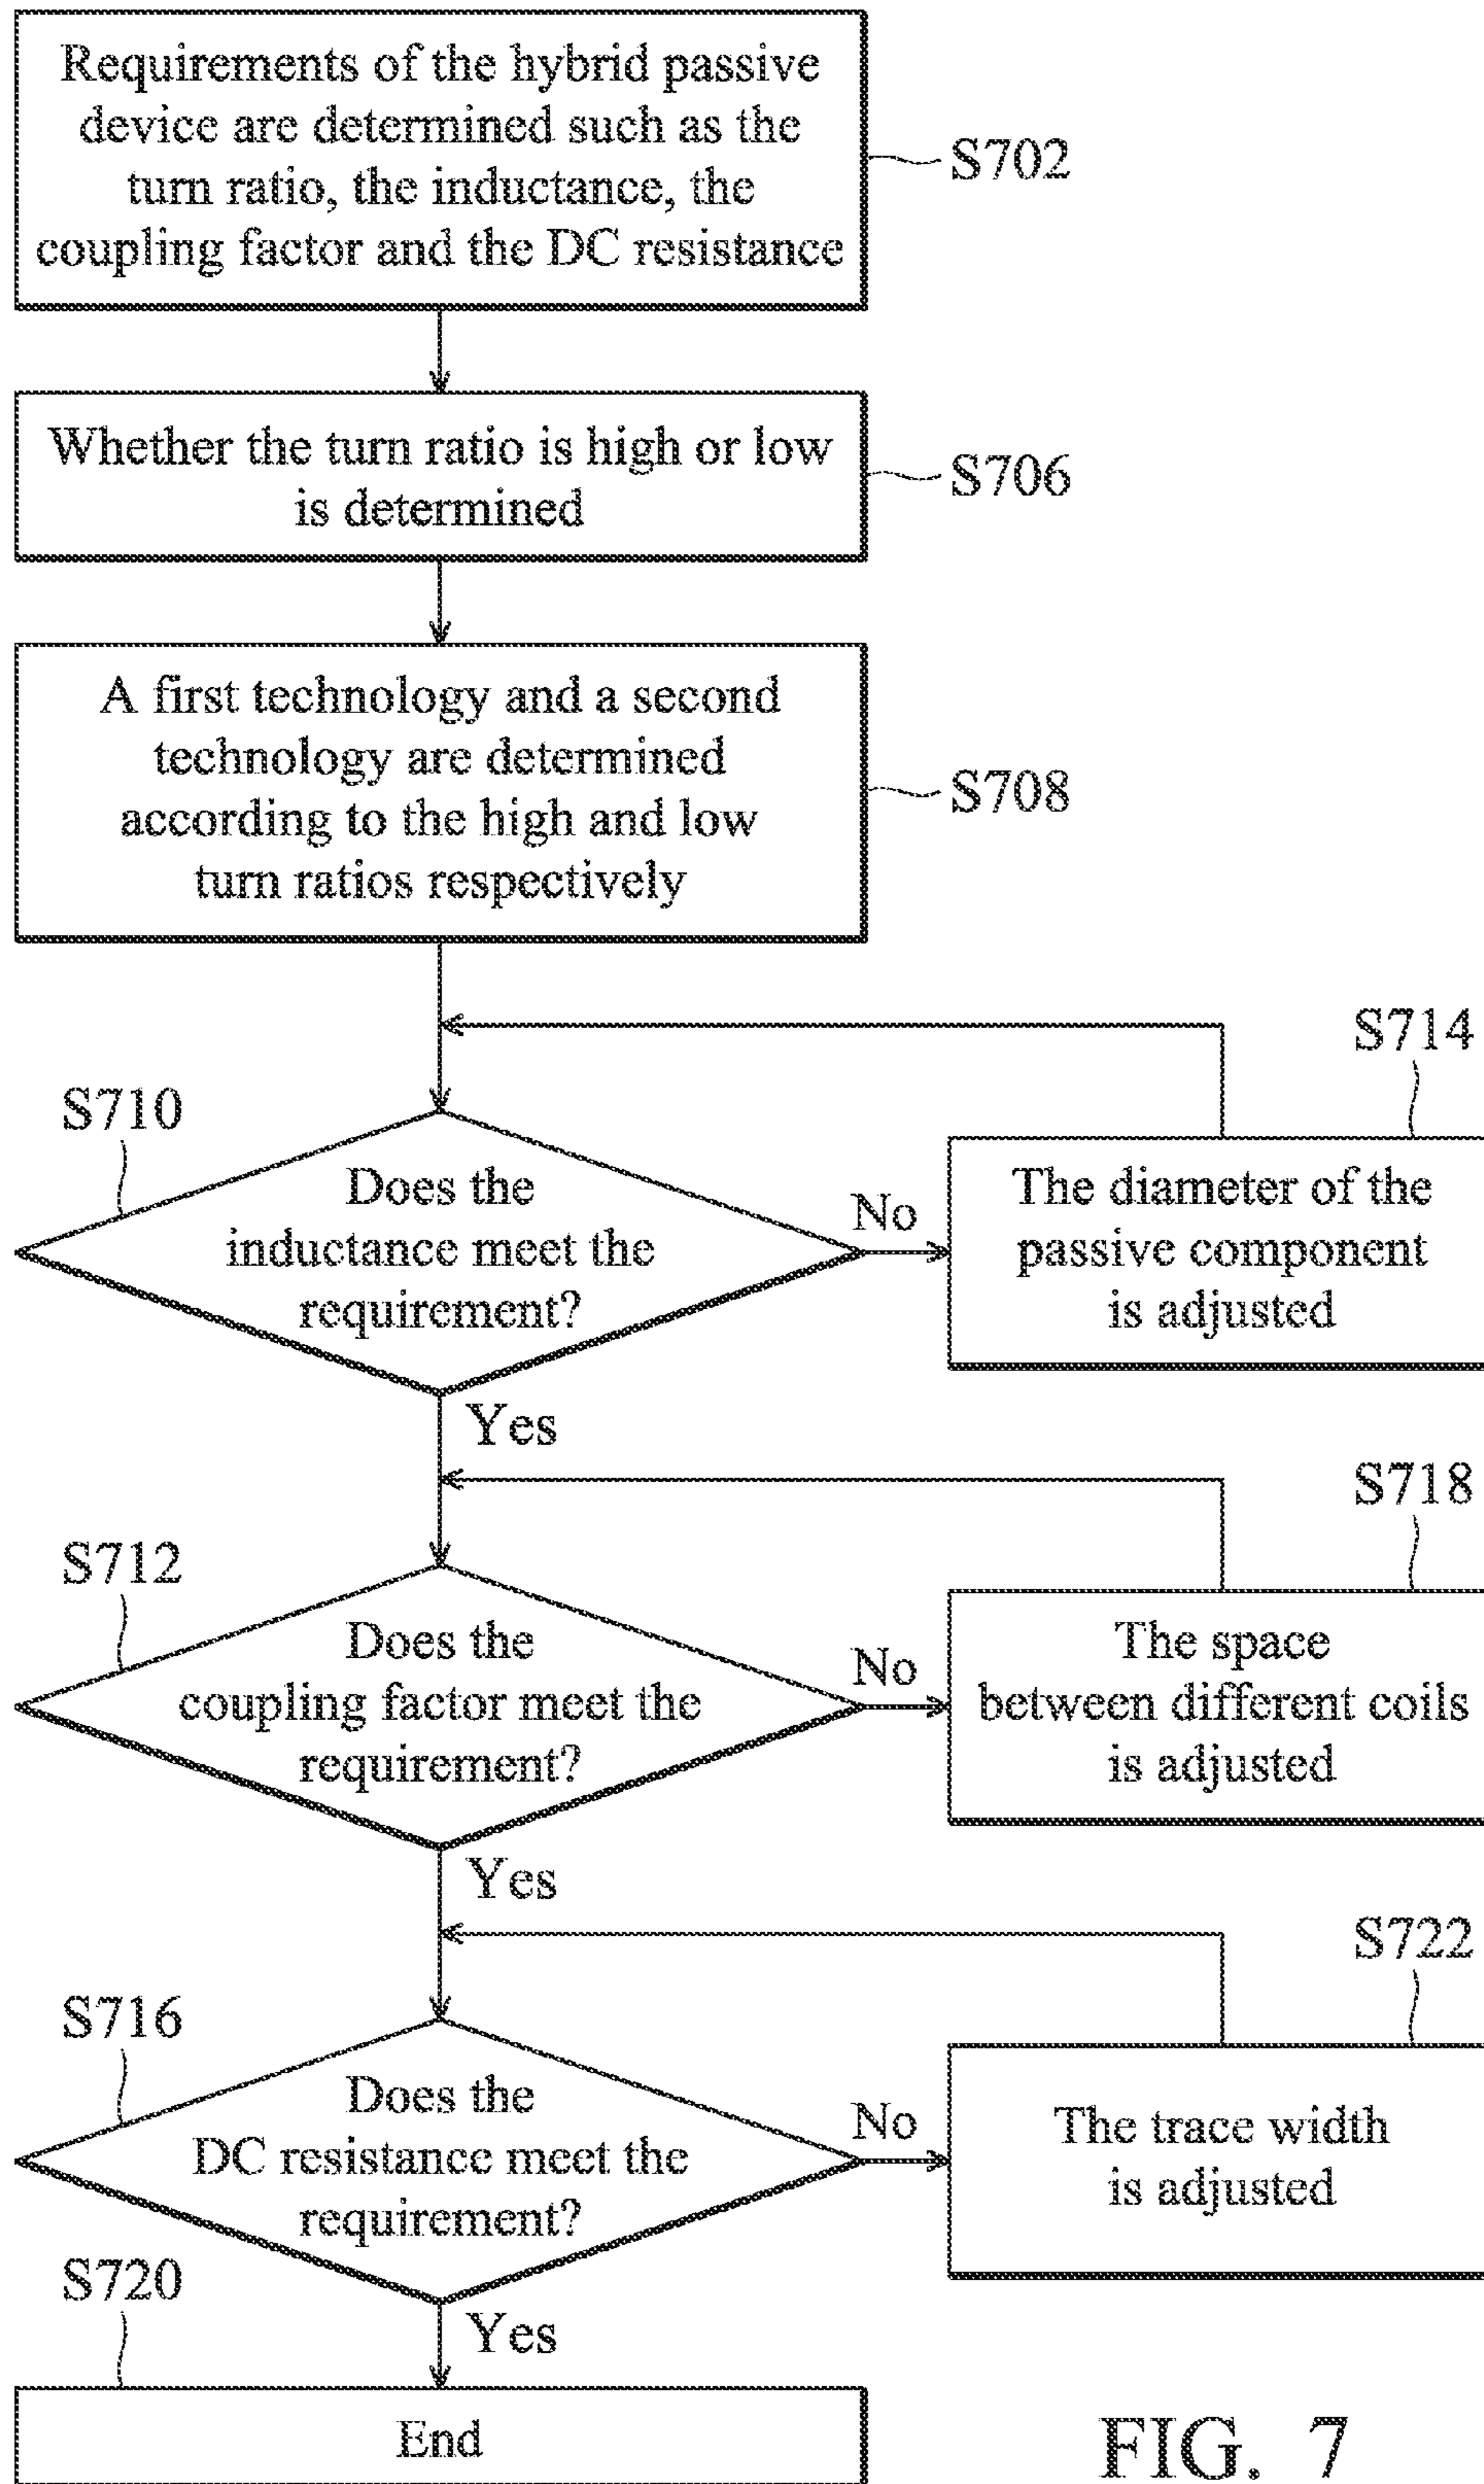 Requirements of the hybrid passive
device are determined such as the
turn ratio, the inductance, the
coupling factor and the DC resistance
S702
Whether the turn ratio is high or low
is determined
S706
A first technology and a second
technology are determined
according to the high and low
turn ratios respectively
S708
S714
S710
Does the
inductance meet the
requirement?
No
The diameter of the
passive component
is adjusted
Yes
S718
S712
Does the
coupling factor meet the
requirement?
No
The space
between different coils
is adjusted
Yes
S722
S716
Does the
DC resistance meet the
requirement?
No
The trace width
is adjusted
S720
Yes
End
FIG. 7